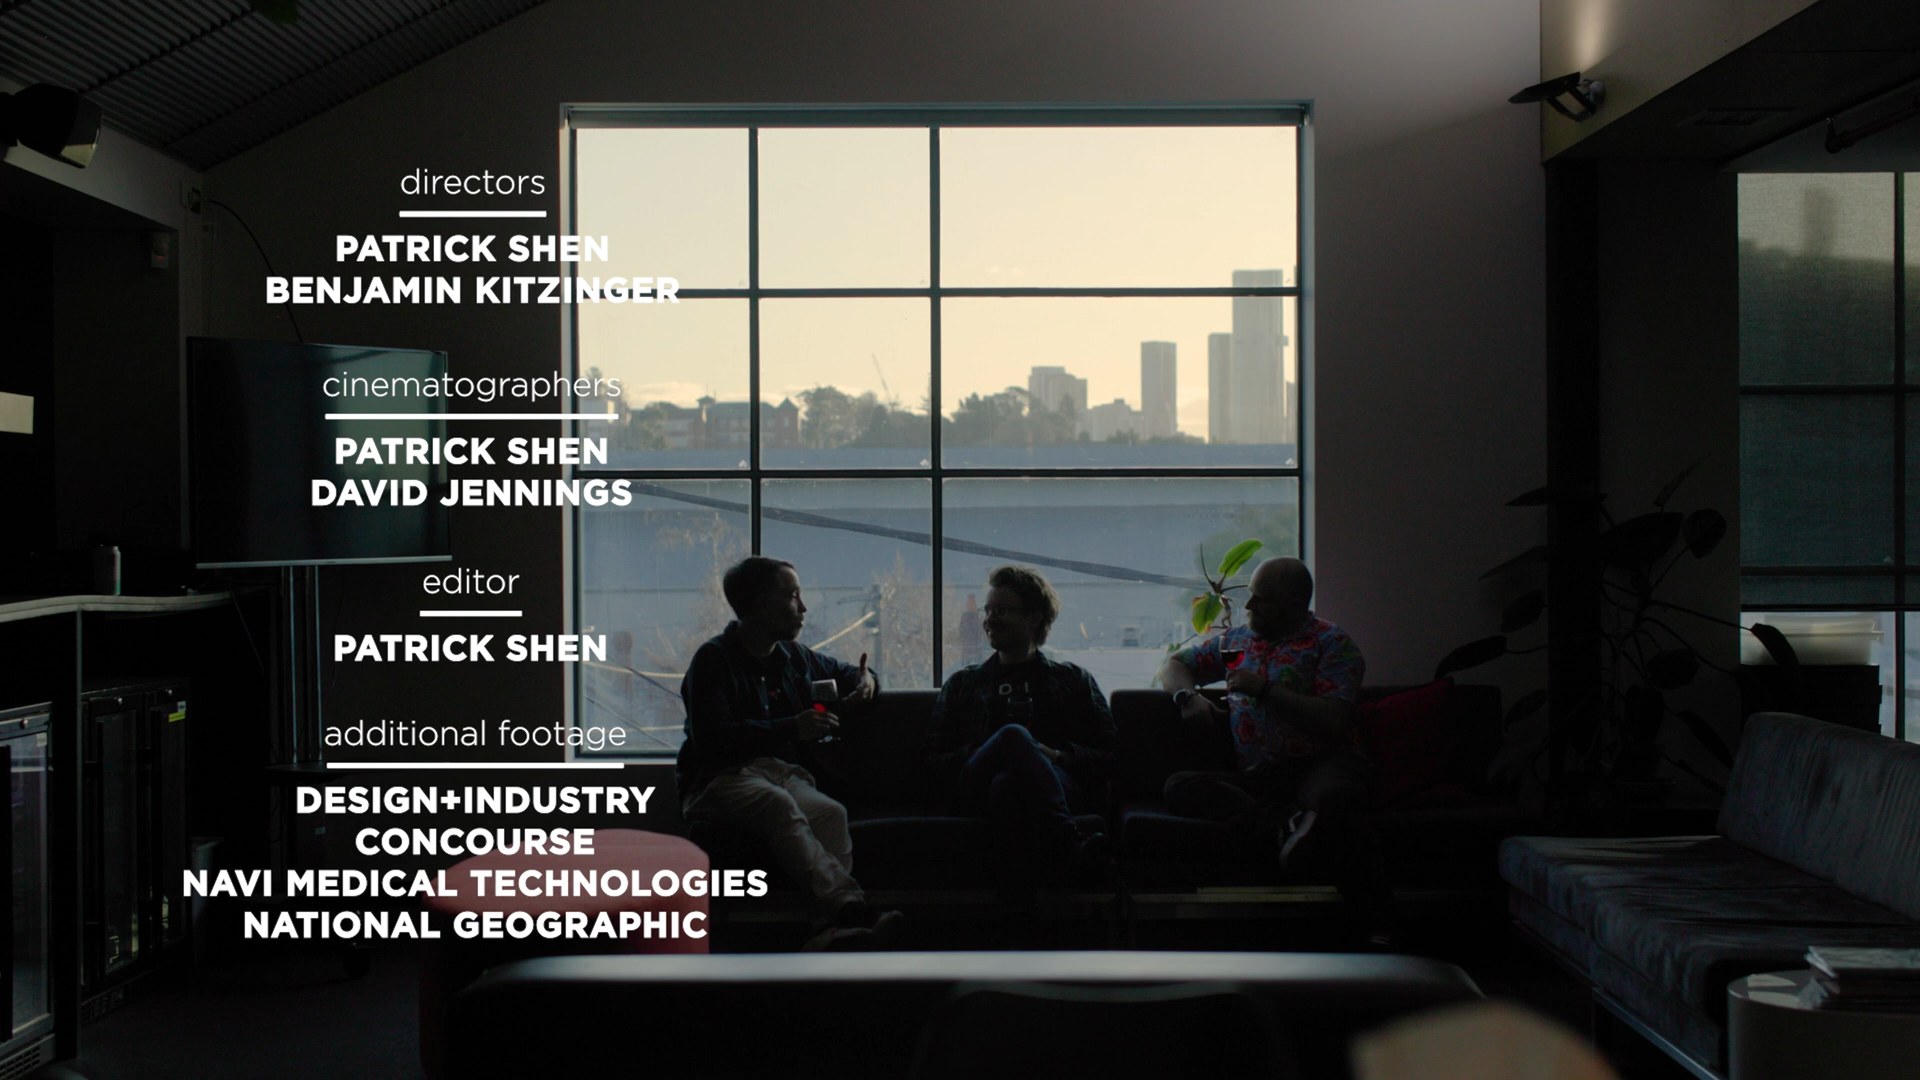 directors
PATRICK SHEN
BENJAMIN KITZINGER
cinematographers
PATRICK SHEN
DAVID JENNINGS
editor
PATRICK SHEN
additional footage
DESIGN+INDUSTRY
CONCOURSE
NAVI MEDICAL TECHNOLOGIES
NATIONAL GEOGRAPHIC